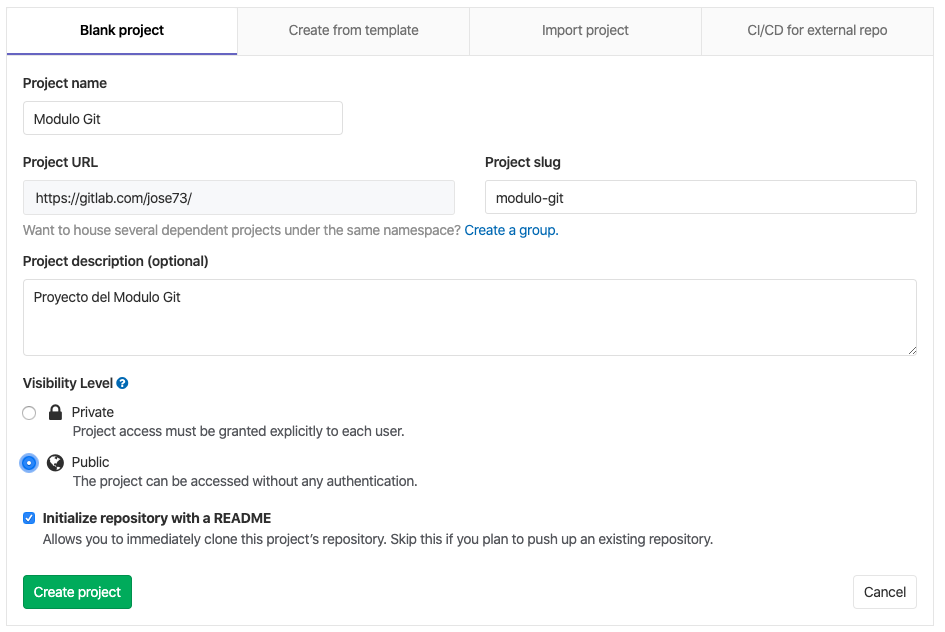 Blank project
Create from template
Import project
CI/CD for external repo
Project name
Modulo Git
Project URL
Project slug
https://gitlab.com/jose73/
modulo-git
Want to house several dependent projects under the same namespace? Create a group.
Project description (optional)
Proyecto del Modulo Git
Visibility Level ?
Private
Project access must be granted explicitly to each user.
Public
The project can be accessed without any authentication.
Initialize repository with a README
Allows you to immediately clone this project's repository. Skip this if you plan to push up an existing repository.
Create project
Cancel